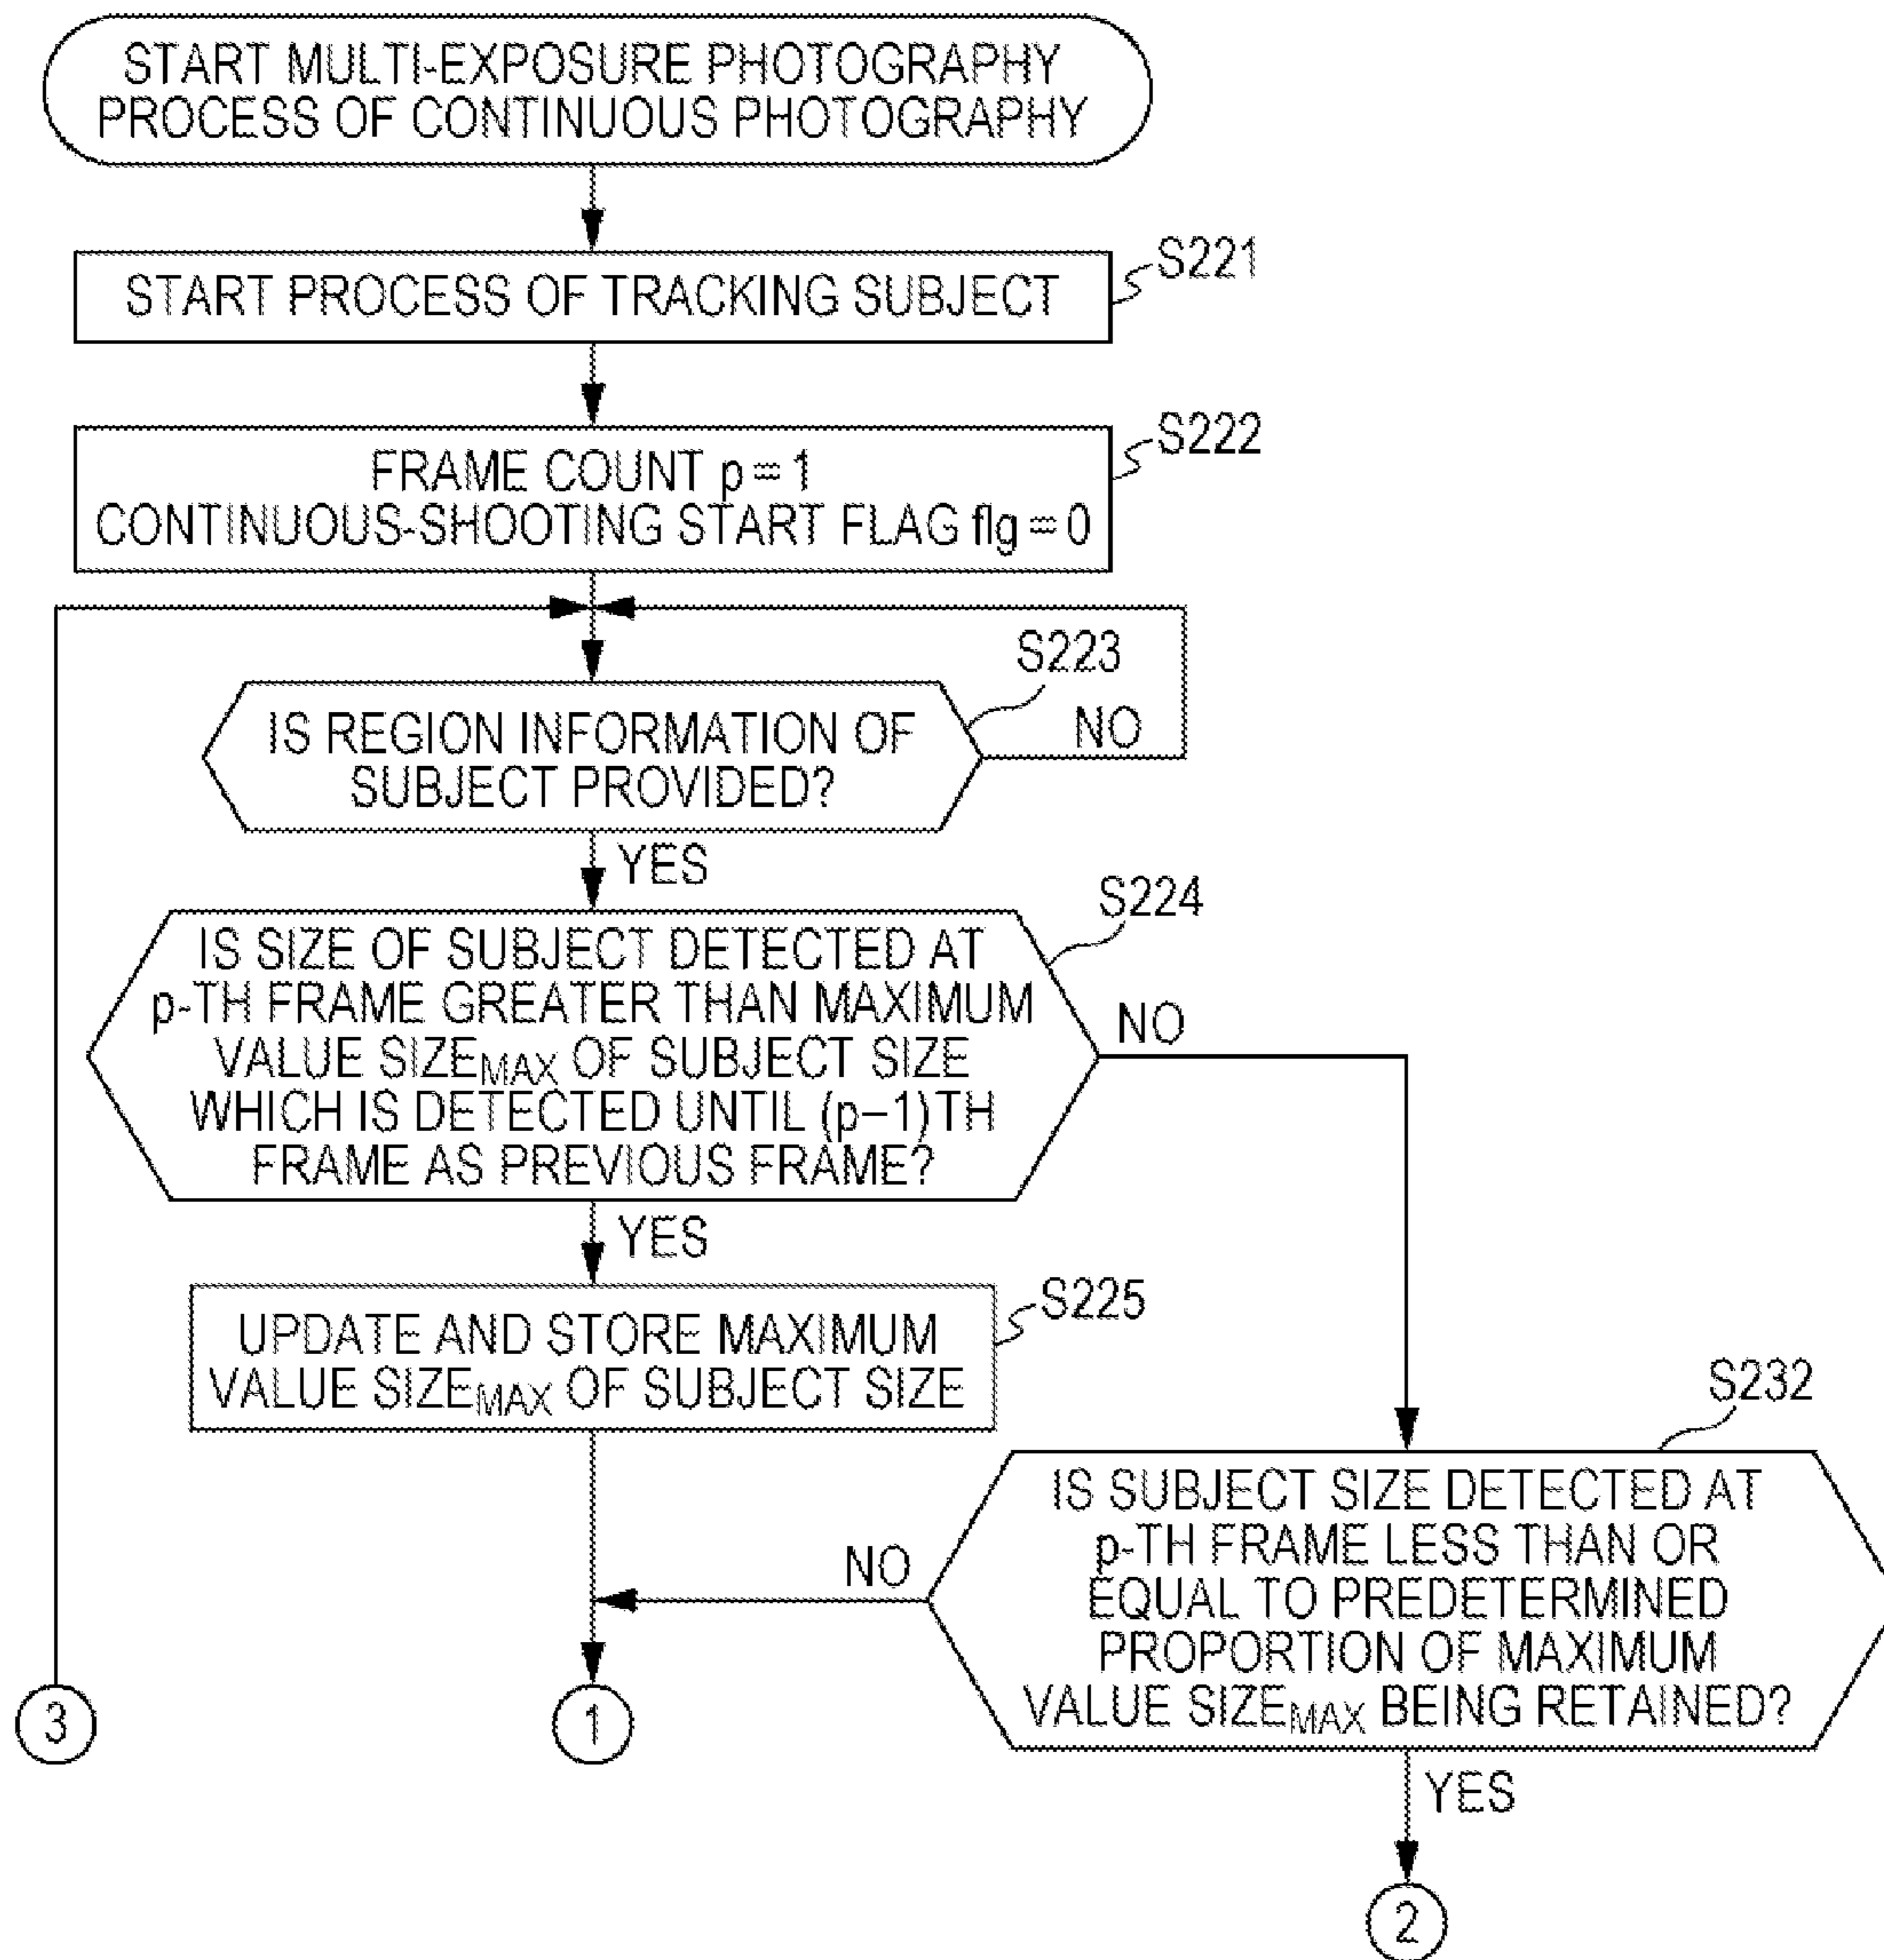 START MULTI-EXPOSURE PHOTOGRAPHY
PROCESS OF CONTINUOUS PHOTOGRAPHY
START PROCESS OF TRACKING SUBJECT
S221
FRAME COUNT p = 1
CONTINUOUS-SHOOTING START FLAG flg = 0
S222
IS REGION INFORMATION OF
SUBJECT PROVIDED?
S223
NO
YES
IS SIZE OF SUBJECT DETECTED AT
p-TH FRAME GREATER THAN MAXIMUM
VALUE SIZEMAX OF SUBJECT SIZE
WHICH IS DETECTED UNTIL (p−1)TH
FRAME AS PREVIOUS FRAME?
S224
NO
YES
UPDATE AND STORE MAXIMUM
VALUE SIZEMAX OF SUBJECT SIZE
S225
IS SUBJECT SIZE DETECTED AT
p-TH FRAME LESS THAN OR
EQUAL TO PREDETERMINED
PROPORTION OF MAXIMUM
VALUE SIZEMAX BEING RETAINED?
S232
NO
YES
3
1
2